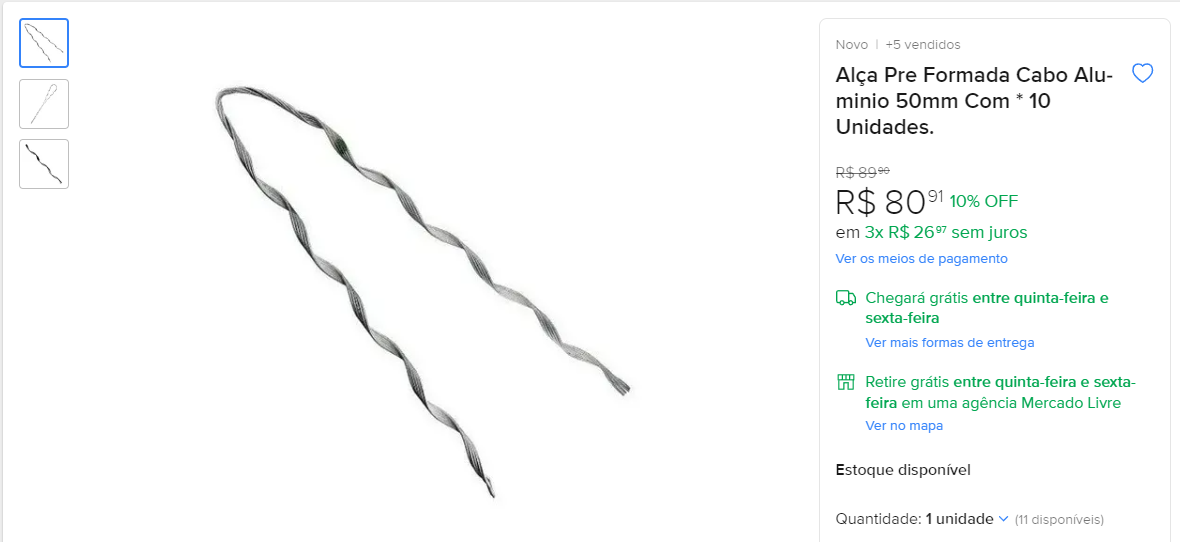 Novo | +5 vendidos
Alça Pre Formada Cabo Alu-
minio 50mm Com * 10
Unidades.
R$ 89⁹⁰
R$ 80⁹¹ 10% OFF
em 3x R$ 26⁹⁷ sem juros
Ver os meios de pagamento
Chegará grátis entre quinta-feira e
sexta-feira
Ver mais formas de entrega
Retire grátis entre quinta-feira e sexta-
feira em uma agência Mercado Livre
Ver no mapa
Estoque disponível
Quantidade: 1 unidade (11 disponíveis)